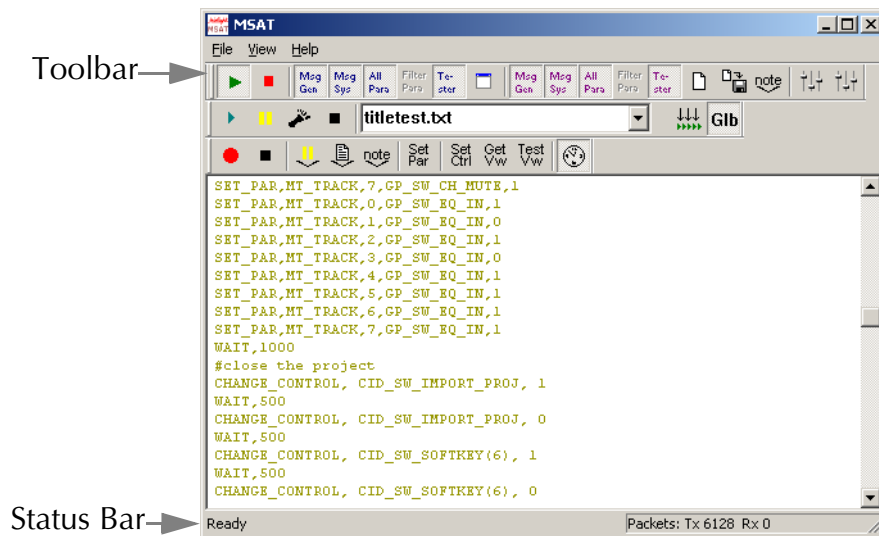 MSAT
File View Help
Toolbar
Msg Gen Msg Sys All Para Filter Para Te-ster Msg Gen Msg Sys All Para Filter Para Te-ster note
titletest.txt Glb
note Set Par Set Ctrl Get Vw Test Vw
SET_PAR,MT_TRACK,7,GP_SW_CH_MUTE,1
SET_PAR,MT_TRACK,0,GP_SW_EQ_IN,1
SET_PAR,MT_TRACK,1,GP_SW_EQ_IN,0
SET_PAR,MT_TRACK,2,GP_SW_EQ_IN,1
SET_PAR,MT_TRACK,3,GP_SW_EQ_IN,0
SET_PAR,MT_TRACK,4,GP_SW_EQ_IN,1
SET_PAR,MT_TRACK,5,GP_SW_EQ_IN,1
SET_PAR,MT_TRACK,6,GP_SW_EQ_IN,1
SET_PAR,MT_TRACK,7,GP_SW_EQ_IN,1
WAIT,1000
#close the project
CHANGE_CONTROL, CID_SW_IMPORT_PROJ, 1
WAIT,500
CHANGE_CONTROL, CID_SW_IMPORT_PROJ, 0
WAIT,500
CHANGE_CONTROL, CID_SW_SOFTKEY(6), 1
WAIT,500
CHANGE_CONTROL, CID_SW_SOFTKEY(6), 0
Status Bar
Ready Packets: Tx 6128 Rx 0